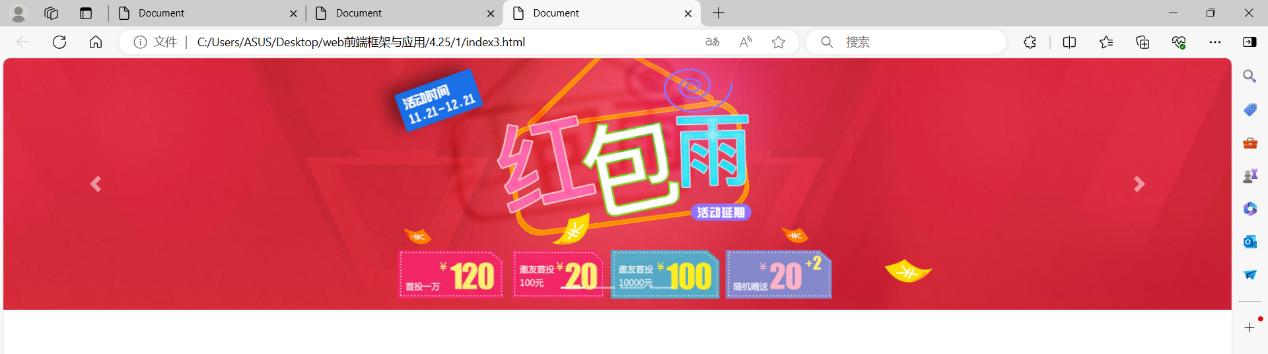 Document
Document
Document
文件
C:/Users/ASUS/Desktop/web前端框架与应用/4.25/1/index3.html
aあ
A
搜索
活动时间
11.21-12.21
红包雨
活动延期
首投一万
¥120
邀友首投
100元
¥20
邀友首投
10000元
¥100
随机赠送
¥20
+2